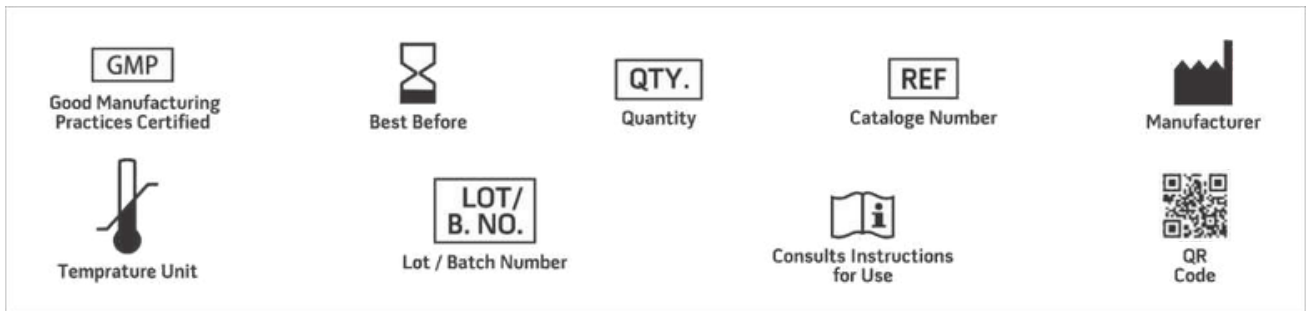 GMP
Good Manufacturing
Practices Certified
Best Before
QTY.
Quantity
REF
Cataloge Number
Manufacturer
Temprature Unit
LOT/
B. NO.
Lot / Batch Number
i
Consults Instructions
for Use
QR
Code